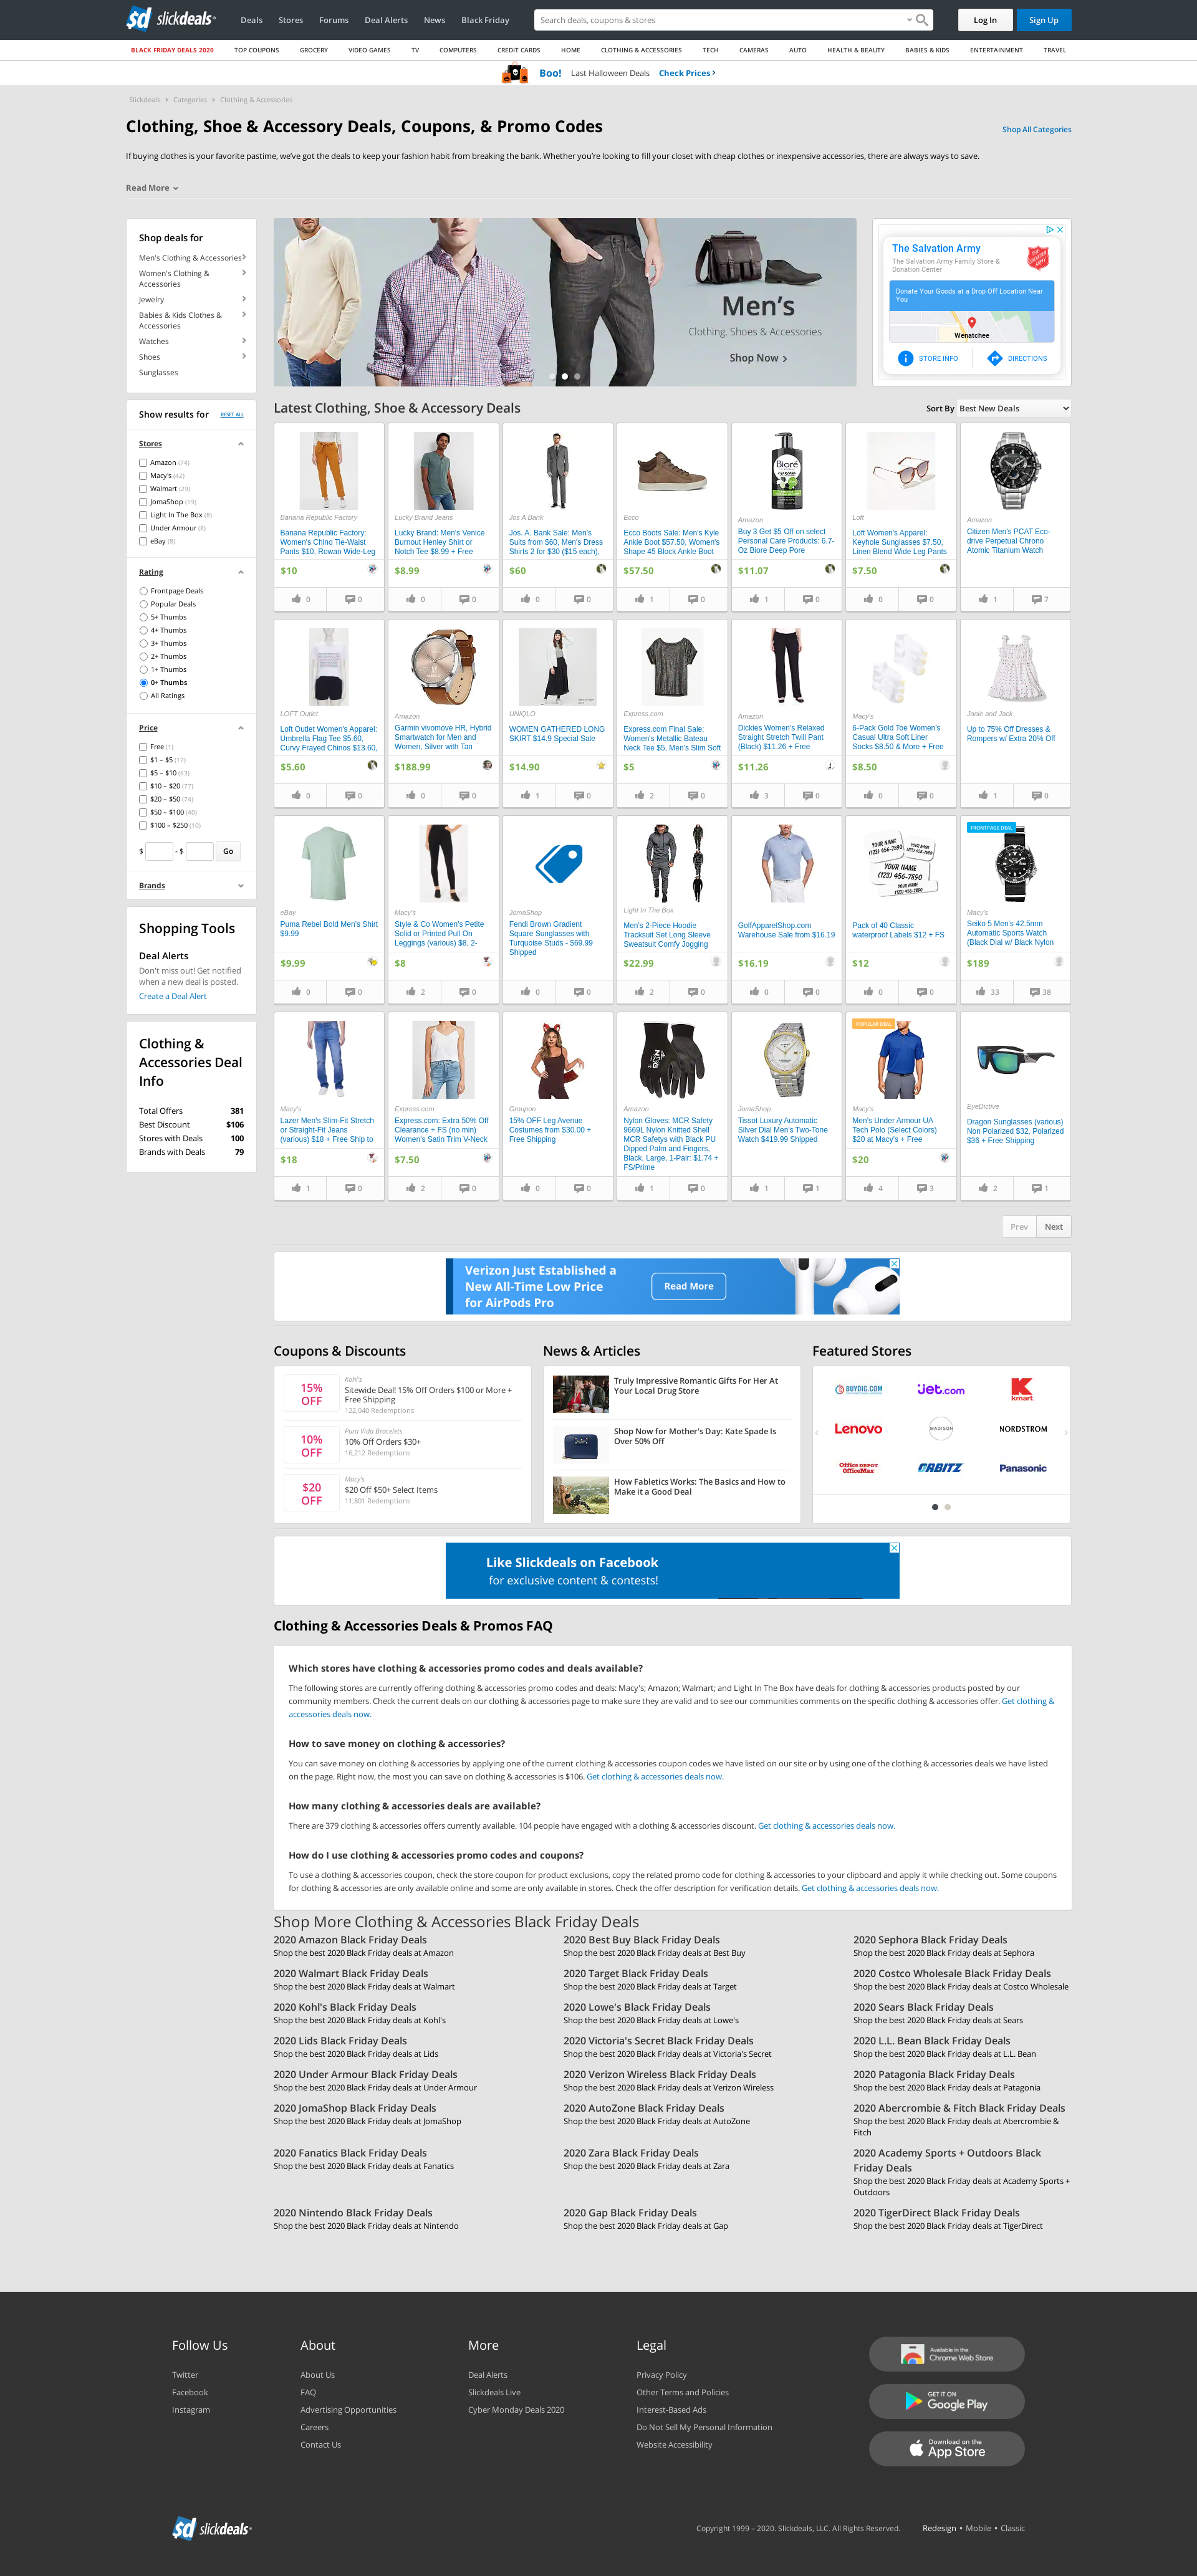 slickdeals
Deals
Stores
Forums
Deal Alerts
News
Black Friday
Search deals, coupons & stores
Log In
Sign Up
BLACK FRIDAY DEALS 2020
TOP COUPONS
GROCERY
VIDEO GAMES
TV
COMPUTERS
CREDIT CARDS
HOME
CLOTHING & ACCESSORIES
TECH
CAMERAS
AUTO
HEALTH & BEAUTY
BABIES & KIDS
ENTERTAINMENT
TRAVEL
Boo! Last Halloween Deals Check Prices
Slickdeals > Categories > Clothing & Accessories
Clothing, Shoe & Accessory Deals, Coupons, & Promo Codes
Shop All Categories
If buying clothes is your favorite pastime, we've got the deals to keep your fashion habit from breaking the bank. Whether you're looking to fill your closet with cheap clothes or inexpensive accessories, there are always ways to save.
Read More
Shop deals for
Men's Clothing & Accessories
Women's Clothing &
Accessories
Jewelry
Babies & Kids Clothes &
Accessories
Watches
Shoes
Sunglasses
Men's
Clothing, Shoes & Accessories
Shop Now
The Salvation Army
The Salvation Army Family Store &
Donation Center
Donate Your Goods at a Drop Off Location Near
You
Wenatchee
STORE INFO
DIRECTIONS
Show results for
RESET ALL
Stores
Amazon (74)
Macy's (42)
Walmart (29)
JomaShop (19)
Light In The Box (8)
Under Armour (8)
eBay (8)
Rating
Frontpage Deals
Popular Deals
5+ Thumbs
4+ Thumbs
3+ Thumbs
2+ Thumbs
1+ Thumbs
0+ Thumbs
All Ratings
Price
Free (1)
$1 – $5 (17)
$5 – $10 (63)
$10 – $20 (77)
$20 – $50 (74)
$50 – $100 (40)
$100 – $250 (10)
$ - $ Go
Brands
Shopping Tools
Deal Alerts
Don't miss out! Get notified
when a new deal is posted.
Create a Deal Alert
Clothing &
Accessories Deal
Info
Total Offers 381
Best Discount $106
Stores with Deals 100
Brands with Deals 79
Latest Clothing, Shoe & Accessory Deals
Sort By Best New Deals
Banana Republic Factory
Banana Republic Factory:
Women's Chino Tie-Waist
Pants $10, Rowan Wide-Leg
$10
0 0
Lucky Brand Jeans
Lucky Brand: Men's Venice
Burnout Henley Shirt or
Notch Tee $8.99 + Free
$8.99
0 0
Jos A Bank
Jos. A. Bank Sale: Men's
Suits from $60, Men's Dress
Shirts 2 for $30 ($15 each),
$60
0 0
Ecco
Ecco Boots Sale: Men's Kyle
Ankle Boot $57.50, Women's
Shape 45 Block Ankle Boot
$57.50
1 0
Bioré
Amazon
Buy 3 Get $5 Off on select
Personal Care Products: 6.7-
Oz Biore Deep Pore
$11.07
1 0
Loft
Loft Women's Apparel:
Keyhole Sunglasses $7.50,
Linen Blend Wide Leg Pants
$7.50
0 0
Amazon
Citizen Men's PCAT Eco-
drive Perpetual Chrono
Atomic Titanium Watch
1 7
LOFT Outlet
Loft Outlet Women's Apparel:
Umbrella Flag Tee $5.60,
Curvy Frayed Chinos $13.60,
$5.60
0 0
Amazon
Garmin vivomove HR, Hybrid
Smartwatch for Men and
Women, Silver with Tan
$188.99
0 0
UNIQLO
WOMEN GATHERED LONG
SKIRT $14.9 Special Sale
$14.90
1 0
Express.com
Express.com Final Sale:
Women's Metallic Bateau
Neck Tee $5, Men's Slim Soft
$5
2 0
Amazon
Dickies Women's Relaxed
Straight Stretch Twill Pant
(Black) $11.26 + Free
$11.26
3 0
Macy's
6-Pack Gold Toe Women's
Casual Ultra Soft Liner
Socks $8.50 & More + Free
$8.50
0 0
Janie and Jack
Up to 75% Off Dresses &
Rompers w/ Extra 20% Off
1 0
eBay
Puma Rebel Bold Men's Shirt
$9.99
$9.99
0 0
Macy's
Style & Co Women's Petite
Solid or Printed Pull On
Leggings (various) $8, 2-
$8
2 0
JomaShop
Fendi Brown Gradient
Square Sunglasses with
Turquoise Studs - $69.99
Shipped
0 0
Light In The Box
Men's 2-Piece Hoodie
Tracksuit Set Long Sleeve
Sweatsuit Comfy Jogging
$22.99
2 0
GolfApparelShop.com
Warehouse Sale from $16.19
$16.19
0 0
YOUR NAME
(123) 456-7890
YOUR NAME
(123) 456-7890
YOUR NAME
(123) 456-7890
YOUR NAME
(123) 456-7890
Pack of 40 Classic
waterproof Labels $12 + FS
$12
0 0
FRONTPAGE DEAL
Macy's
Seiko 5 Men's 42.5mm
Automatic Sports Watch
(Black Dial w/ Black Nylon
$189
33 38
Macy's
Lazer Men's Slim-Fit Stretch
or Straight-Fit Jeans
(various) $18 + Free Ship to
$18
1 0
Express.com
Express.com: Extra 50% Off
Clearance + FS (no min)
Women's Satin Trim V-Neck
$7.50
2 0
Groupon
15% OFF Leg Avenue
Costumes from $30.00 +
Free Shipping
0 0
Amazon
Nylon Gloves: MCR Safety
9669L Nylon Knitted Shell
MCR Safetys with Black PU
Dipped Palm and Fingers,
Black, Large, 1-Pair: $1.74 +
FS/Prime
1 0
JomaShop
Tissot Luxury Automatic
Silver Dial Men's Two-Tone
Watch $419.99 Shipped
1 1
POPULAR DEAL
Macy's
Men's Under Armour UA
Tech Polo (Select Colors)
$20 at Macy's + Free
$20
4 3
EyeDictive
Dragon Sunglasses (various)
Non Polarized $32, Polarized
$36 + Free Shipping
2 1
Prev Next
Verizon Just Established a
New All-Time Low Price
for AirPods Pro
Read More
Coupons & Discounts
15%
OFF
Kohl's
Sitewide Deal! 15% Off Orders $100 or More +
Free Shipping
122,040 Redemptions
10%
OFF
Pura Vida Bracelets
10% Off Orders $30+
16,212 Redemptions
$20
OFF
Macy's
$20 Off $50+ Select Items
11,801 Redemptions
News & Articles
Truly Impressive Romantic Gifts For Her At
Your Local Drug Store
Shop Now for Mother's Day: Kate Spade Is
Over 50% Off
How Fabletics Works: The Basics and How to
Make it a Good Deal
Featured Stores
BUYDIG.COM
Jet.com
kmart
Lenovo
MADISON
NORDSTROM
Office DEPOT
OfficeMax
ORBITZ
Panasonic
Like Slickdeals on Facebook
for exclusive content & contests!
Clothing & Accessories Deals & Promos FAQ
Which stores have clothing & accessories promo codes and deals available?
The following stores are currently offering clothing & accessories promo codes and deals: Macy's; Amazon; Walmart; and Light In The Box have deals for clothing & accessories products posted by our
community members. Check the current deals on our clothing & accessories page to make sure they are valid and to see our communities comments on the specific clothing & accessories offer. Get clothing &
accessories deals now.
How to save money on clothing & accessories?
You can save money on clothing & accessories by applying one of the current clothing & accessories coupon codes we have listed on our site or by using one of the clothing & accessories deals we have listed
on the page. Right now, the most you can save on clothing & accessories is $106. Get clothing & accessories deals now.
How many clothing & accessories deals are available?
There are 379 clothing & accessories offers currently available. 104 people have engaged with a clothing & accessories discount. Get clothing & accessories deals now.
How do I use clothing & accessories promo codes and coupons?
To use a clothing & accessories coupon, check the store coupon for product exclusions, copy the related promo code for clothing & accessories to your clipboard and apply it while checking out. Some coupons
for clothing & accessories are only available online and some are only available in stores. Check the offer description for verification details. Get clothing & accessories deals now.
Shop More Clothing & Accessories Black Friday Deals
2020 Amazon Black Friday Deals
Shop the best 2020 Black Friday deals at Amazon
2020 Best Buy Black Friday Deals
Shop the best 2020 Black Friday deals at Best Buy
2020 Sephora Black Friday Deals
Shop the best 2020 Black Friday deals at Sephora
2020 Walmart Black Friday Deals
Shop the best 2020 Black Friday deals at Walmart
2020 Target Black Friday Deals
Shop the best 2020 Black Friday deals at Target
2020 Costco Wholesale Black Friday Deals
Shop the best 2020 Black Friday deals at Costco Wholesale
2020 Kohl's Black Friday Deals
Shop the best 2020 Black Friday deals at Kohl's
2020 Lowe's Black Friday Deals
Shop the best 2020 Black Friday deals at Lowe's
2020 Sears Black Friday Deals
Shop the best 2020 Black Friday deals at Sears
2020 Lids Black Friday Deals
Shop the best 2020 Black Friday deals at Lids
2020 Victoria's Secret Black Friday Deals
Shop the best 2020 Black Friday deals at Victoria's Secret
2020 L.L. Bean Black Friday Deals
Shop the best 2020 Black Friday deals at L.L. Bean
2020 Under Armour Black Friday Deals
Shop the best 2020 Black Friday deals at Under Armour
2020 Verizon Wireless Black Friday Deals
Shop the best 2020 Black Friday deals at Verizon Wireless
2020 Patagonia Black Friday Deals
Shop the best 2020 Black Friday deals at Patagonia
2020 JomaShop Black Friday Deals
Shop the best 2020 Black Friday deals at JomaShop
2020 AutoZone Black Friday Deals
Shop the best 2020 Black Friday deals at AutoZone
2020 Abercrombie & Fitch Black Friday Deals
Shop the best 2020 Black Friday deals at Abercrombie &
Fitch
2020 Fanatics Black Friday Deals
Shop the best 2020 Black Friday deals at Fanatics
2020 Zara Black Friday Deals
Shop the best 2020 Black Friday deals at Zara
2020 Academy Sports + Outdoors Black
Friday Deals
Shop the best 2020 Black Friday deals at Academy Sports +
Outdoors
2020 Nintendo Black Friday Deals
Shop the best 2020 Black Friday deals at Nintendo
2020 Gap Black Friday Deals
Shop the best 2020 Black Friday deals at Gap
2020 TigerDirect Black Friday Deals
Shop the best 2020 Black Friday deals at TigerDirect
Follow Us
Twitter
Facebook
Instagram
About
About Us
FAQ
Advertising Opportunities
Careers
Contact Us
More
Deal Alerts
Slickdeals Live
Cyber Monday Deals 2020
Legal
Privacy Policy
Other Terms and Policies
Interest-Based Ads
Do Not Sell My Personal Information
Website Accessibility
Available in the
Chrome Web Store
GET IT ON
Google Play
Download on the
App Store
slickdeals
Copyright 1999 – 2020. Slickdeals, LLC. All Rights Reserved.
Redesign • Mobile • Classic